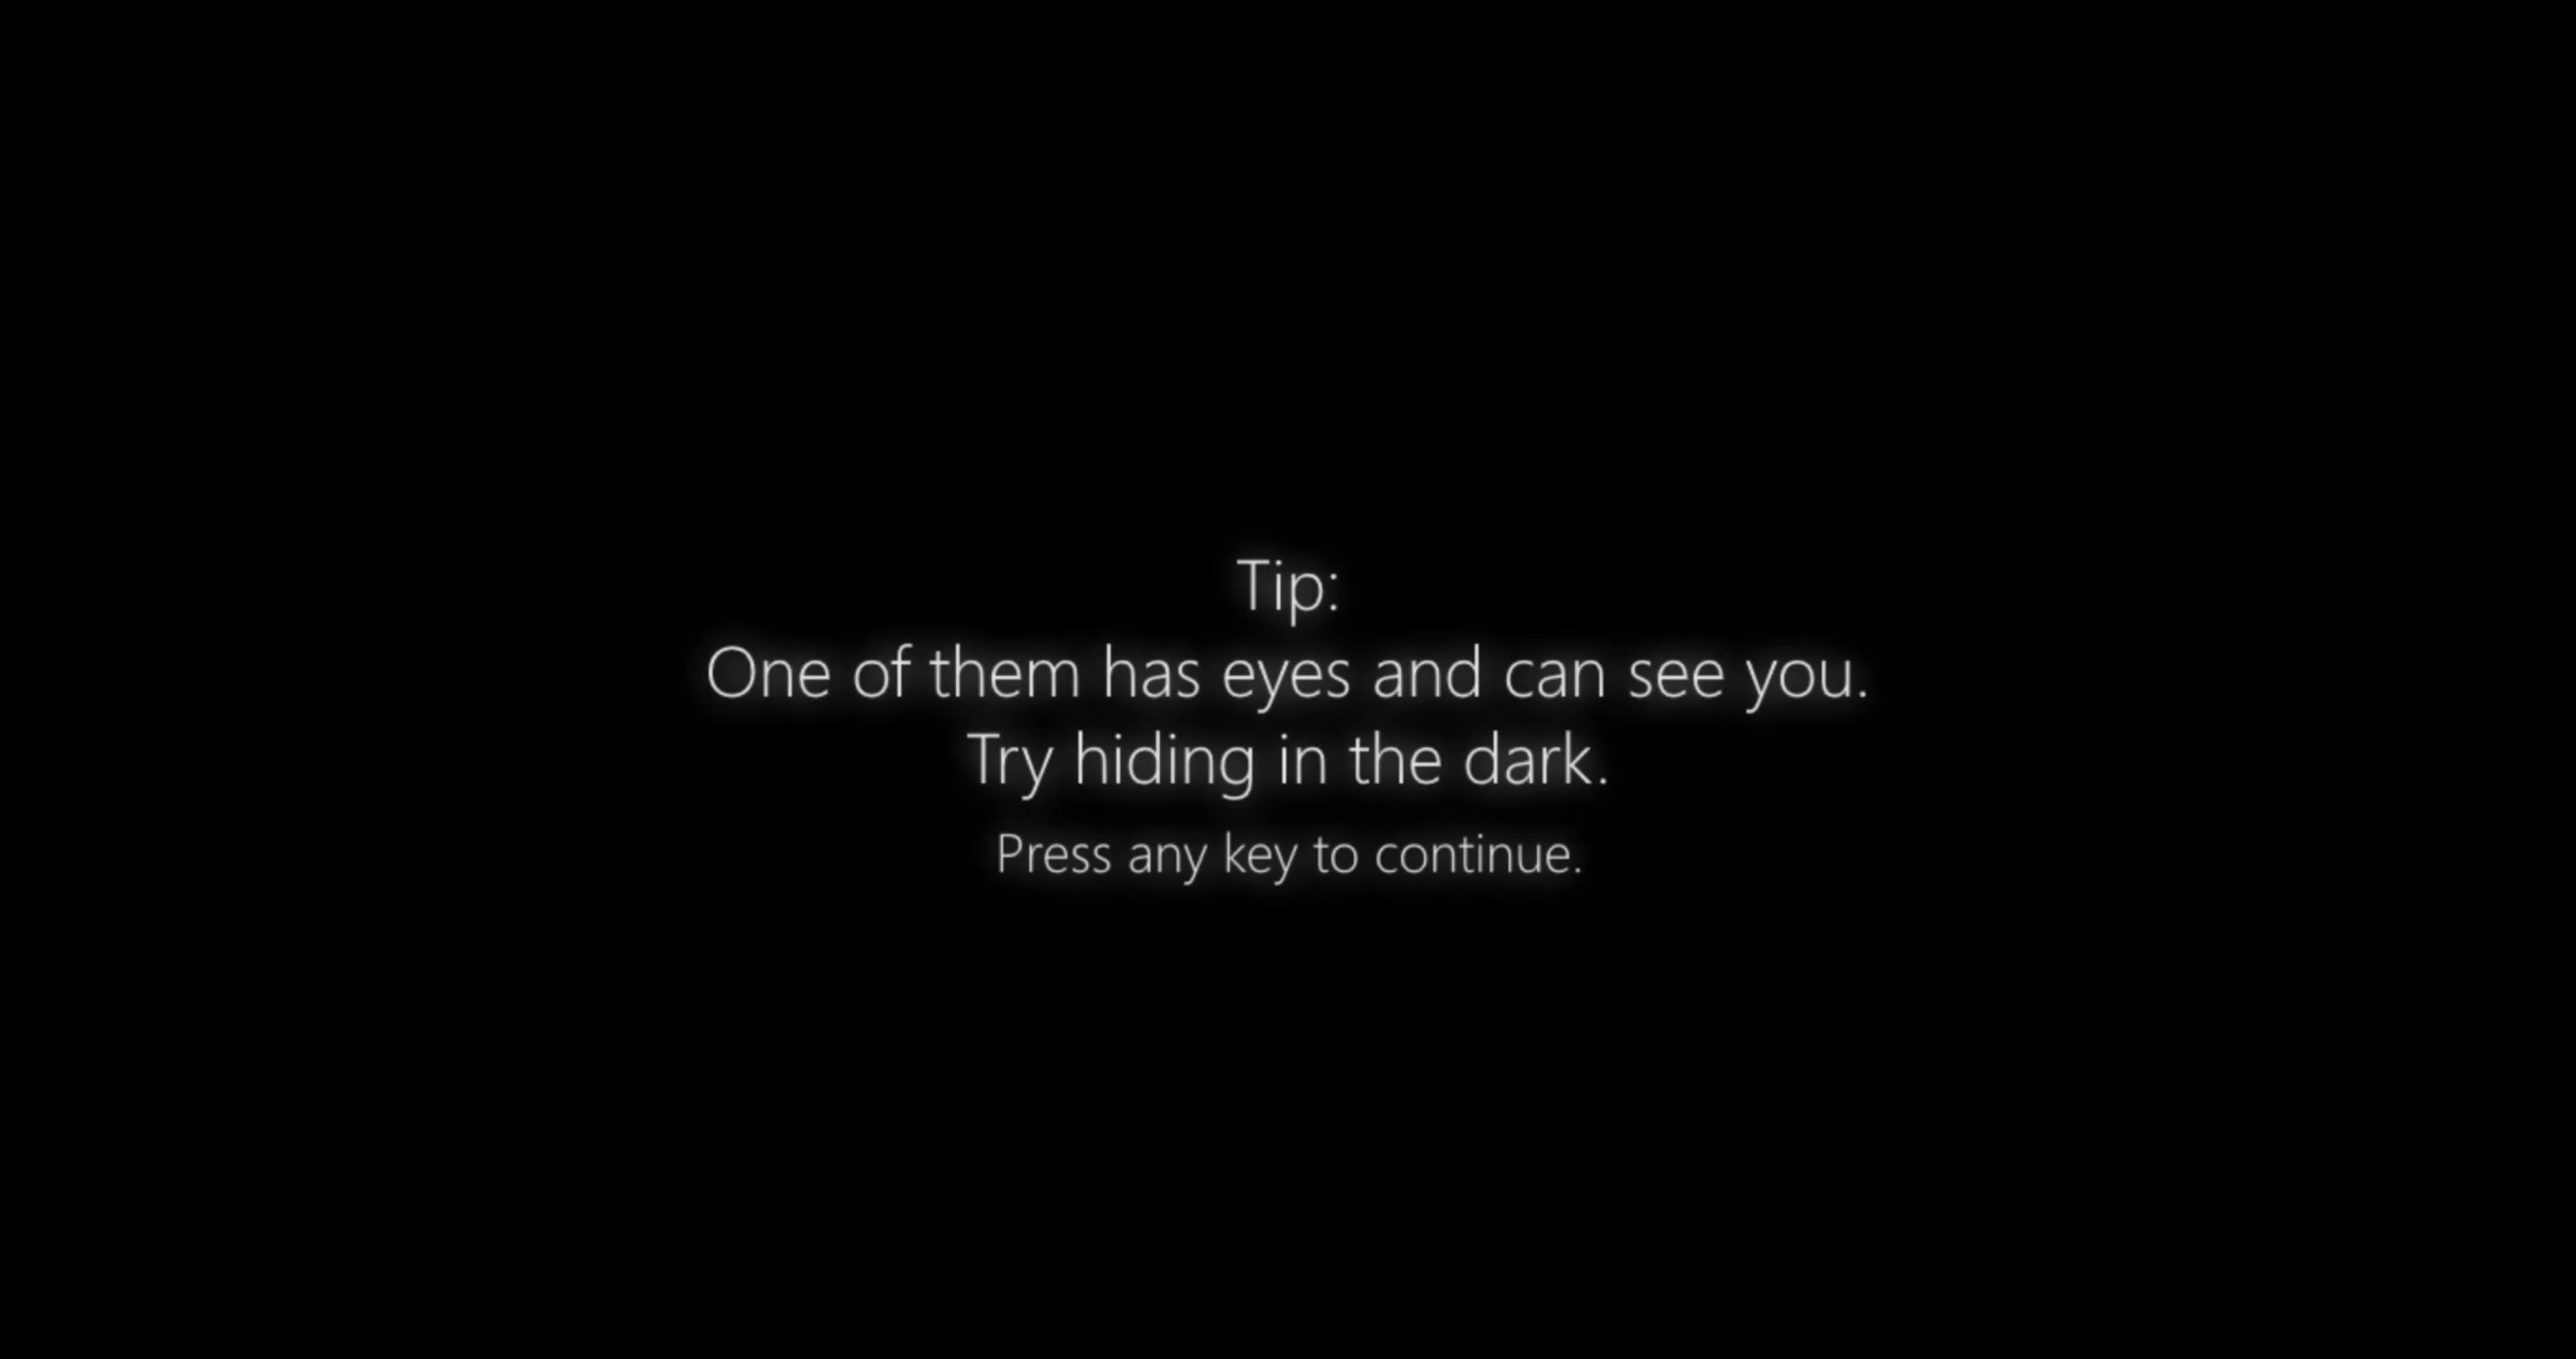 Tip:
One of them has eyes and can see you.
Try hiding in the dark.
Press any key to continue.